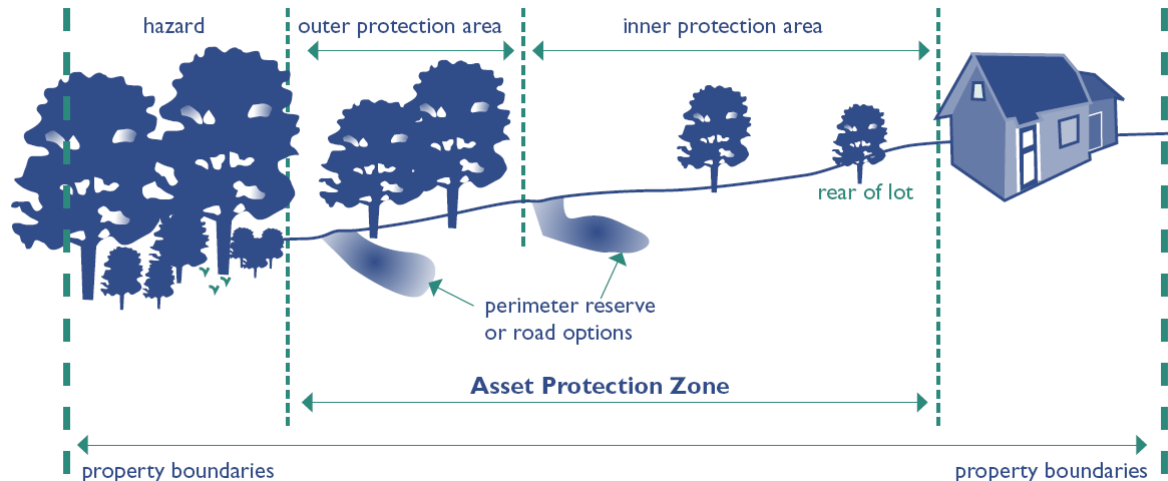 hazard
outer protection area
inner protection area
rear of lot
perimeter reserve
or road options
Asset Protection Zone
property boundaries
property boundaries